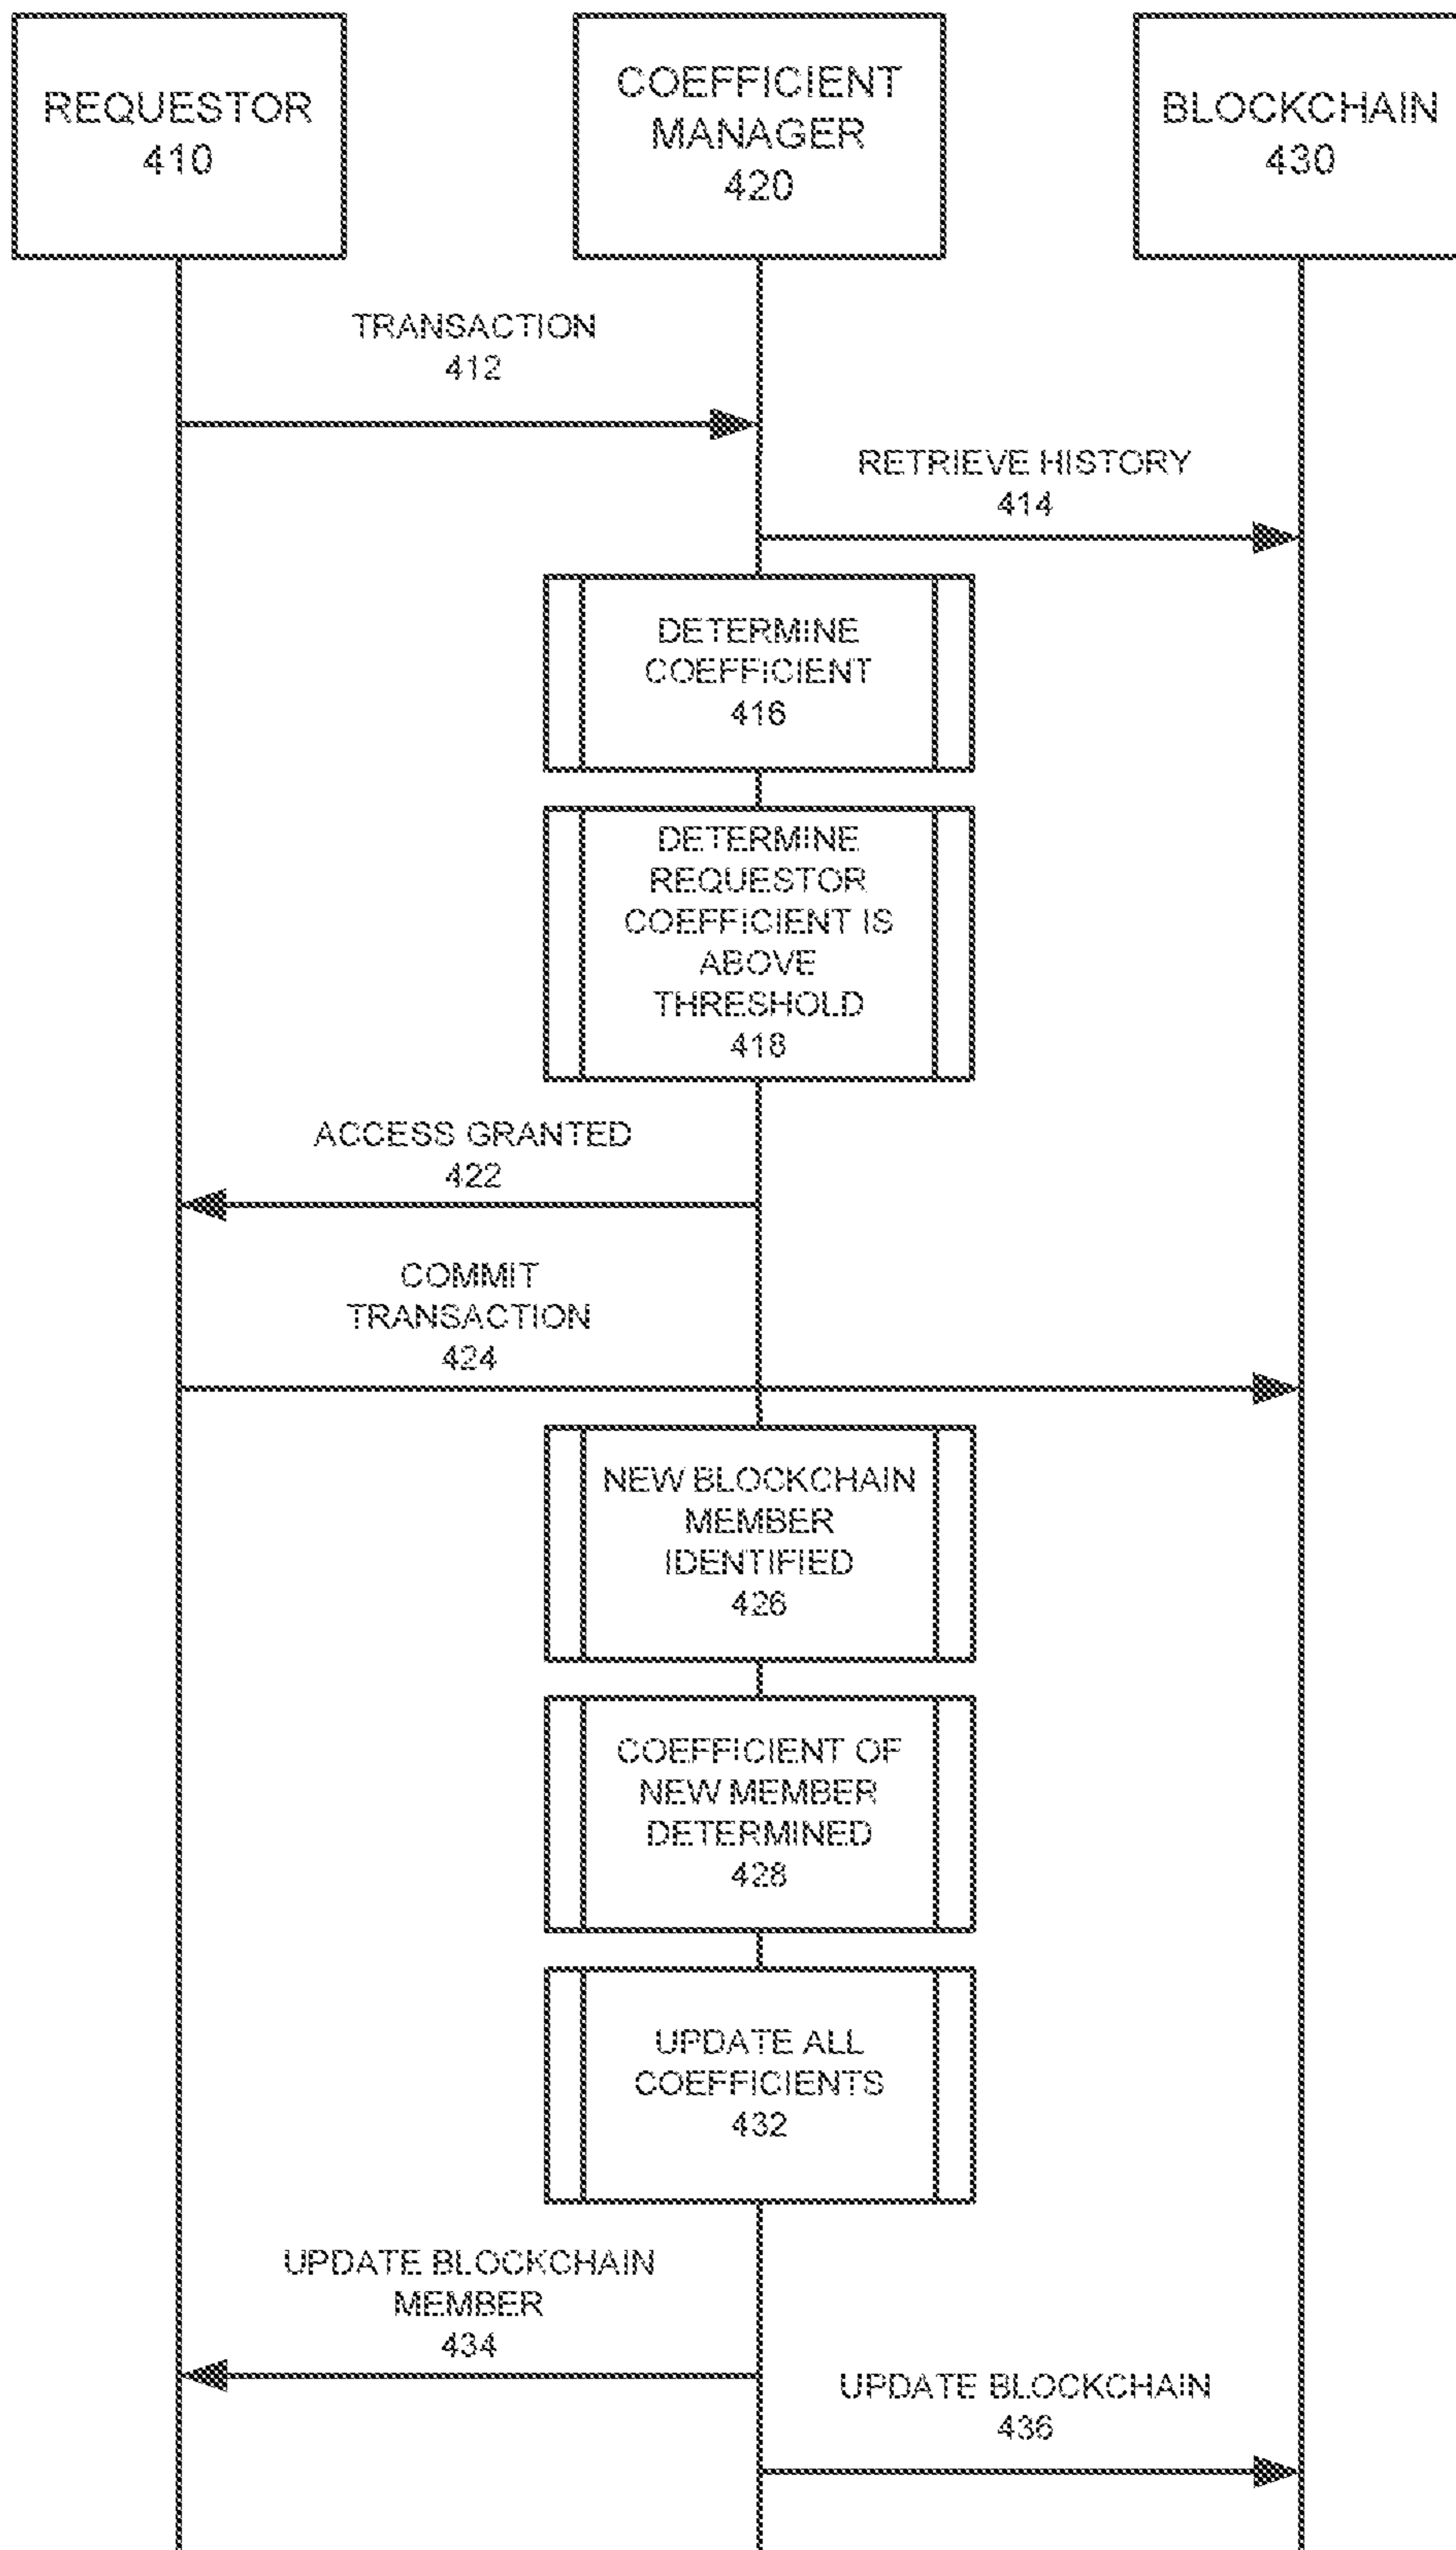 REQUESTOR
410
COEFFICIENT
MANAGER
420
BLOCKCHAIN
430
TRANSACTION
412
RETRIEVE HISTORY
414
DETERMINE
COEFFICIENT
416
DETERMINE
REQUESTOR
COEFFICIENT IS
ABOVE
THRESHOLD
418
ACCESS GRANTED
422
COMMIT
TRANSACTION
424
NEW BLOCKCHAIN
MEMBER
IDENTIFIED
426
COEFFICIENT OF
NEW MEMBER
DETERMINED
428
UPDATE ALL
COEFFICIENTS
432
UPDATE BLOCKCHAIN
MEMBER
434
UPDATE BLOCKCHAIN
436